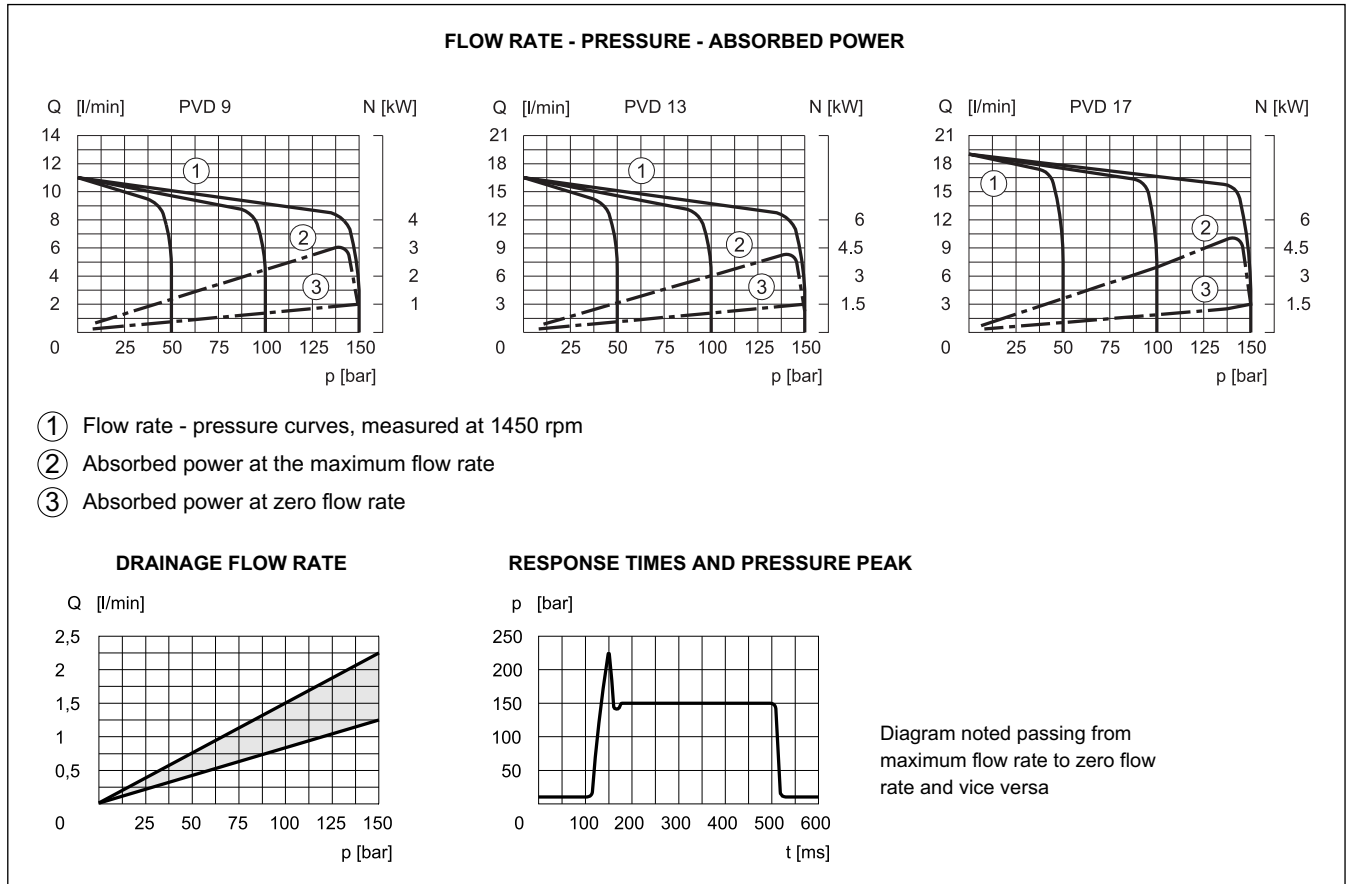 FLOW RATE - PRESSURE - ABSORBED POWER
Q [l/min] PVD 9 N [kW]
14
12
10
8 4
6 3
4 2
2 1
0 25 50 75 100 125 150
p [bar]
1
2
3
Q [l/min] PVD 13 N [kW]
21
18
15
12 6
9 4.5
6 3
3 1.5
0 25 50 75 100 125 150
p [bar]
1
2
3
Q [l/min] PVD 17 N [kW]
21
18
15
12 6
9 4.5
6 3
3 1.5
0 25 50 75 100 125 150
p [bar]
1
2
3
1 Flow rate - pressure curves, measured at 1450 rpm
2 Absorbed power at the maximum flow rate
3 Absorbed power at zero flow rate
DRAINAGE FLOW RATE
Q [l/min]
2,5
2
1,5
1
0,5
0 25 50 75 100 125 150
p [bar]
RESPONSE TIMES AND PRESSURE PEAK
p [bar]
250
200
150
100
50
0 100 200 300 400 500 600
t [ms]
Diagram noted passing from
maximum flow rate to zero flow
rate and vice versa